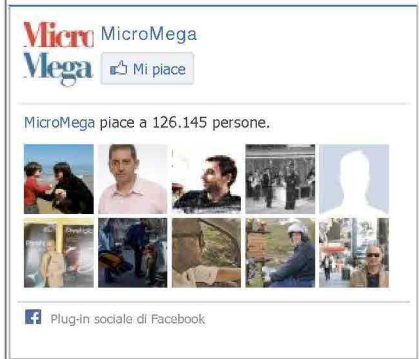 Micro
Mega
MicroMega
Mi piace
MicroMega piace a 126.145 persone.
Plug-in sociale di Facebook